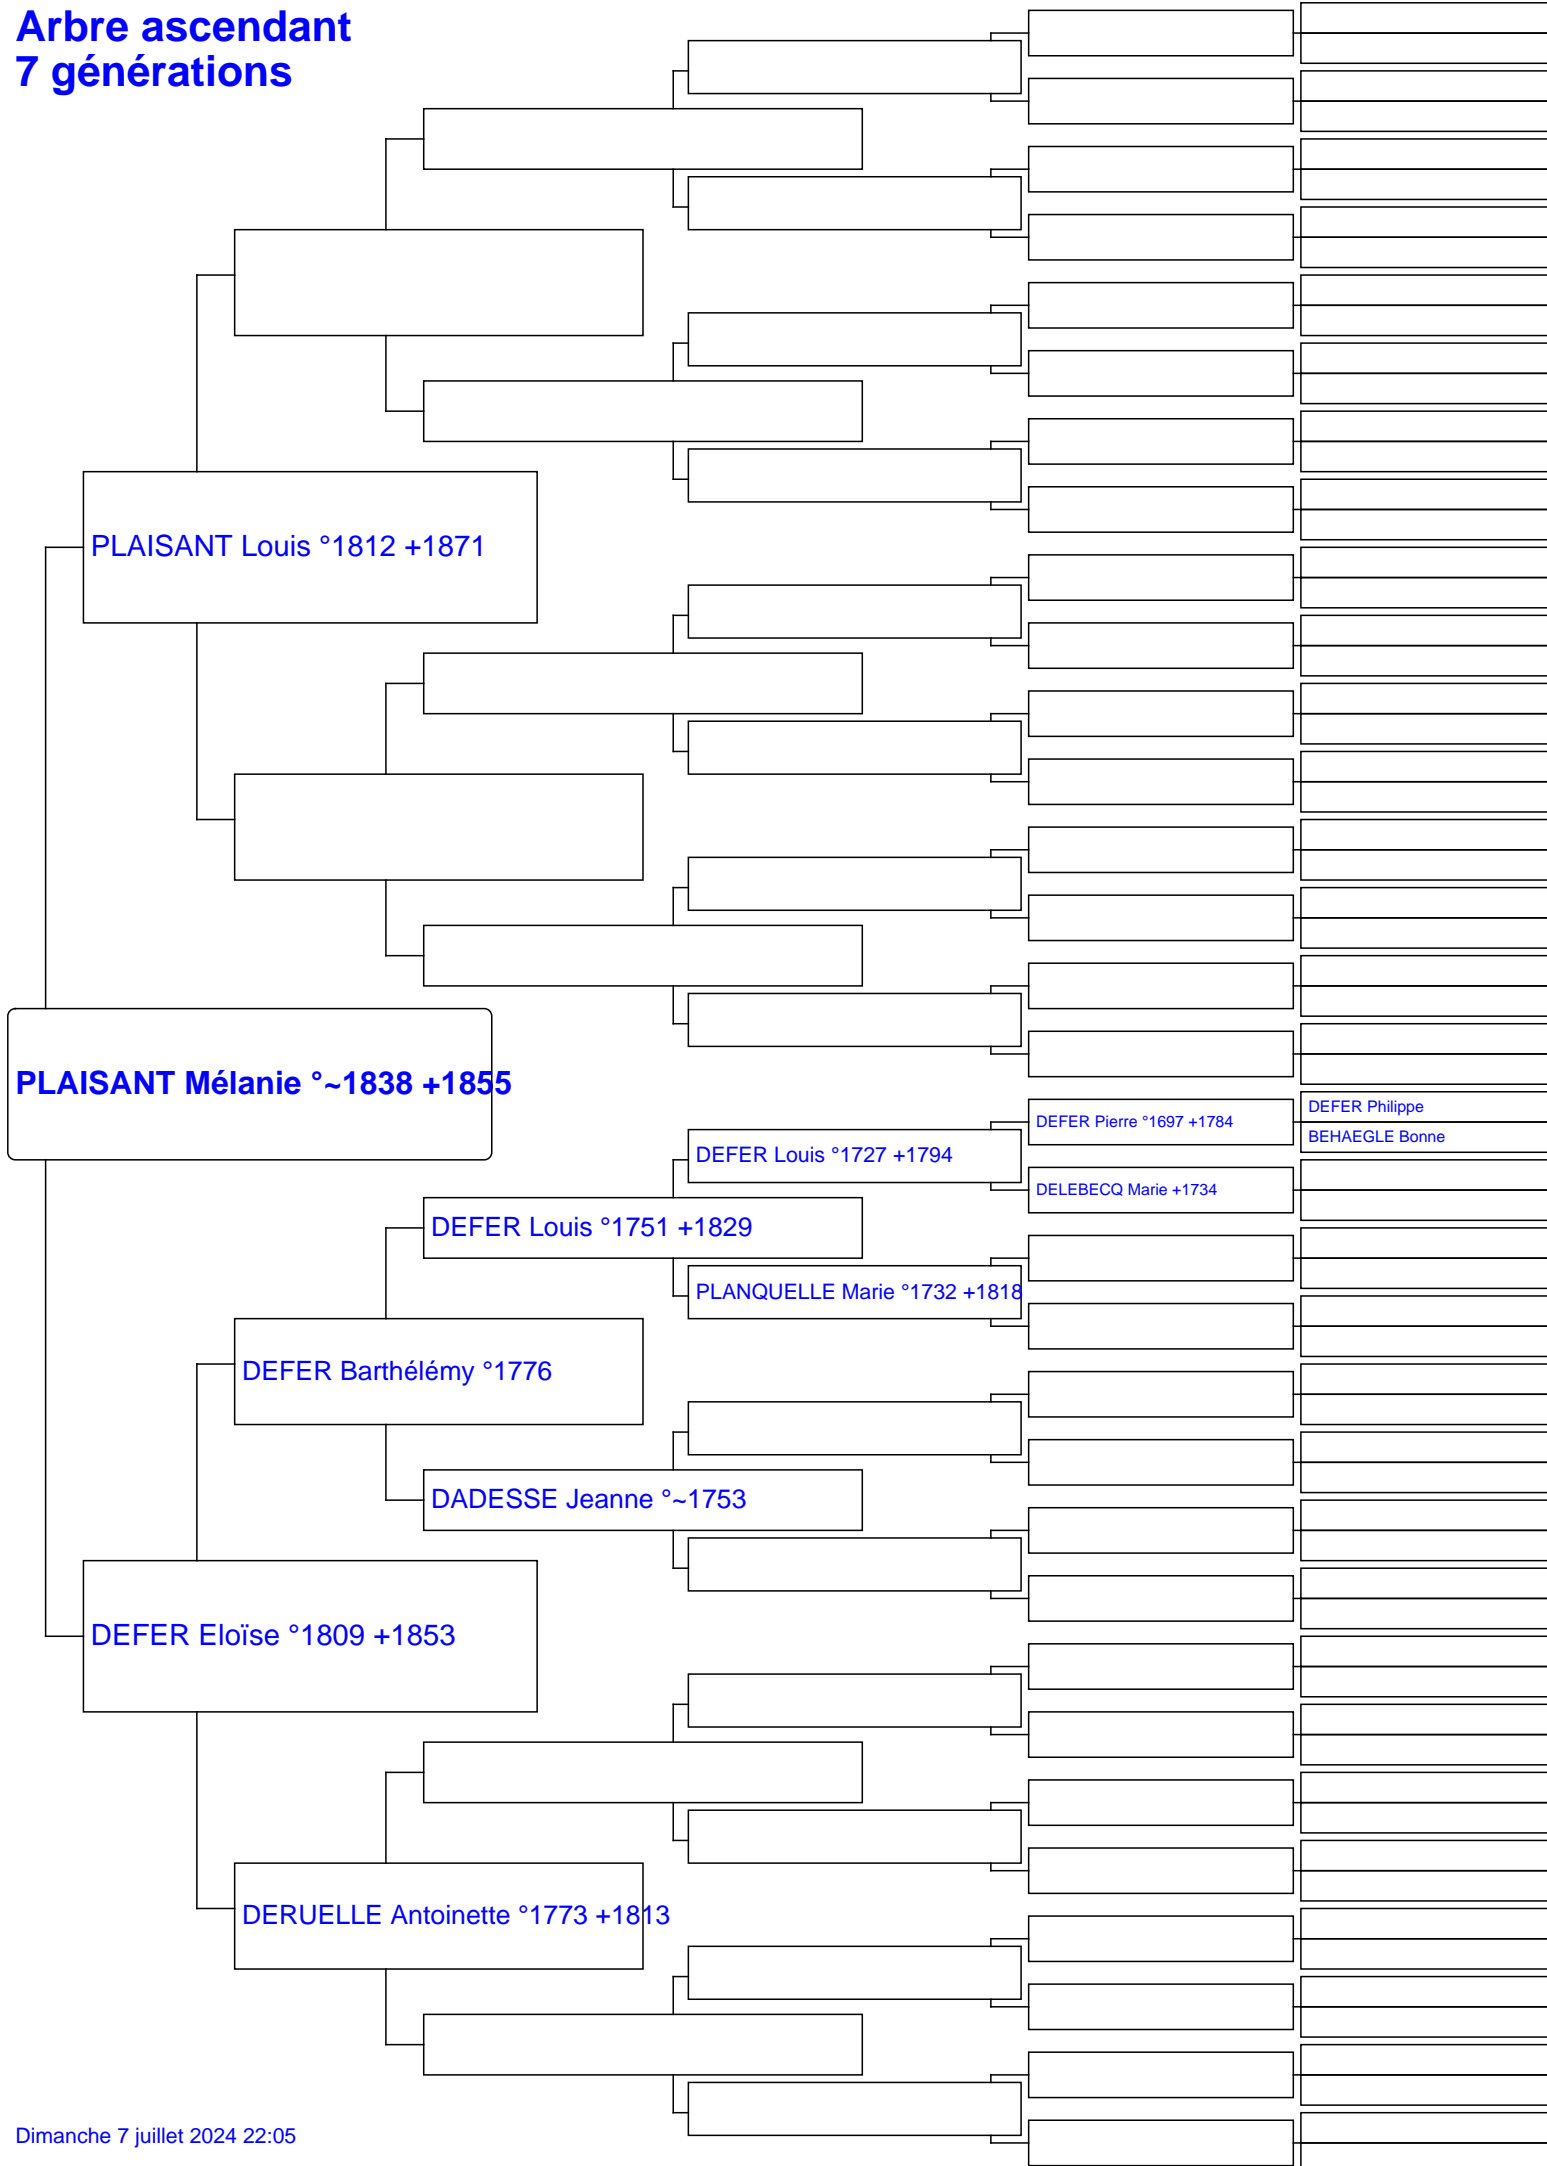 Arbre ascendant
7 générations
PLAISANT Louis °1812 +1871
PLAISANT Mélanie °~1838 +1855
DEFER Philippe
DEFER Pierre °1697 +1784
BEHAEGLE Bonne
DEFER Louis °1727 +1794
DELEBECQ Marie +1734
DEFER Louis °1751 +1829
PLANQUELLE Marie °1732 +1818
DEFER Barthélémy °1776
DADESSE Jeanne °~1753
DEFER Eloïse °1809 +1853
DERUELLE Antoinette °1773 +1813
Dimanche 7 juillet 2024 22:05